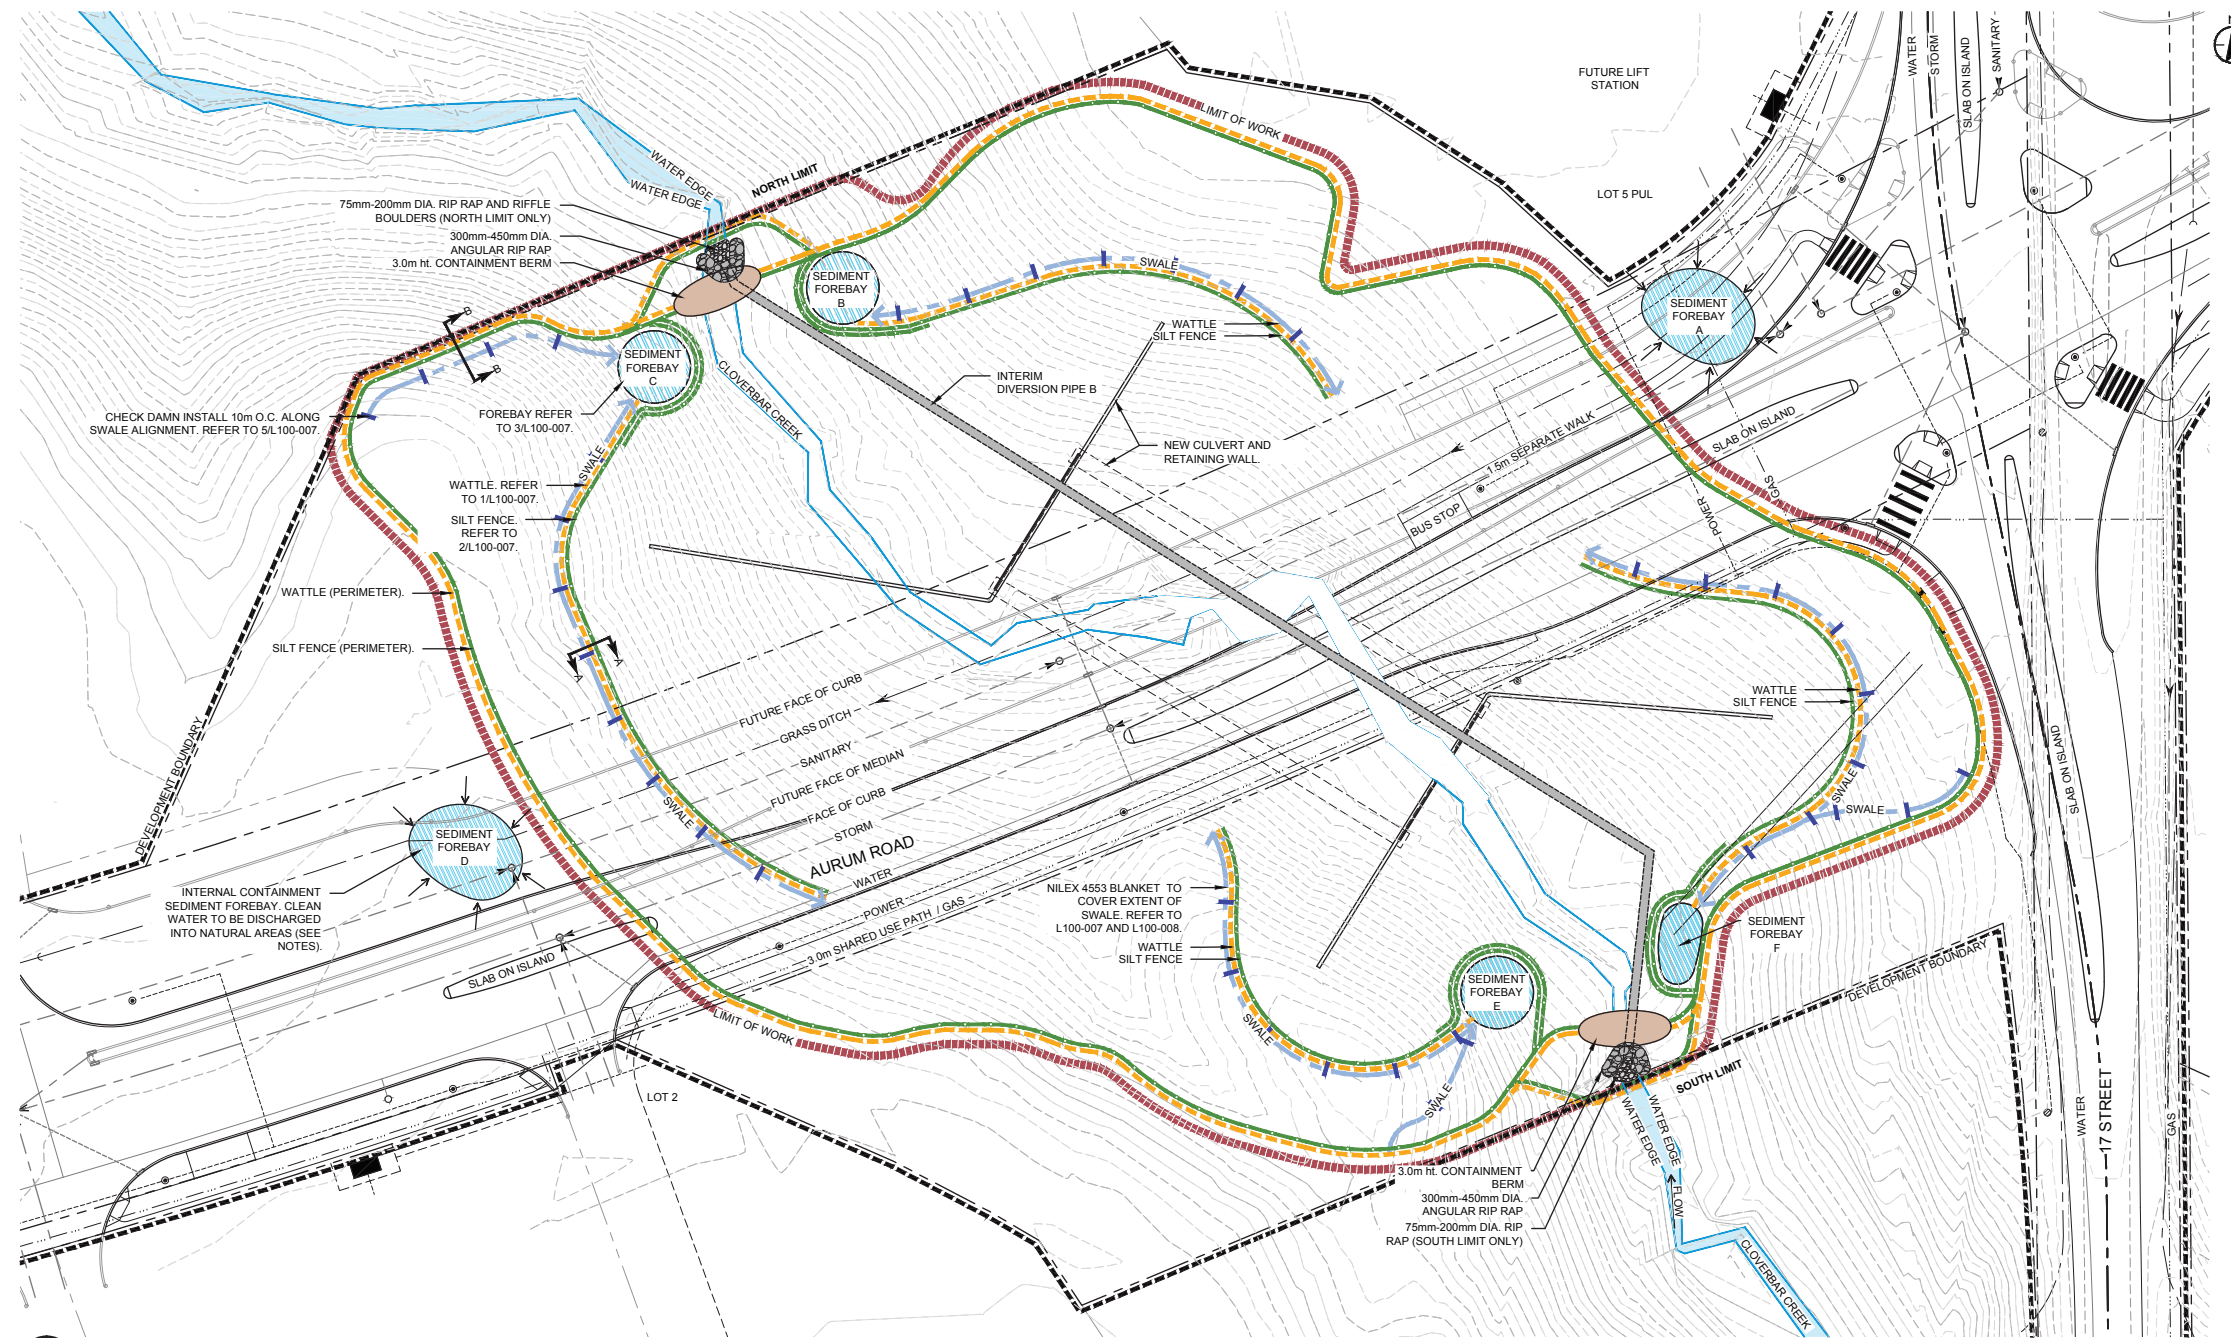 FUTURE LIFT
STATION
LOT 5 PUL
WATER
STORM
SLAB ON ISLAND
SANITARY
LIMIT OF WORK
WATER EDGE
WATER EDGE
NORTH LIMIT
75mm-200mm DIA. RIP RAP AND RIFFLE
BOULDERS (NORTH LIMIT ONLY)
300mm-450mm DIA.
ANGULAR RIP RAP
3.0m ht. CONTAINMENT BERM
SEDIMENT
FOREBAY
B
SWALE
SEDIMENT
FOREBAY
A
B
B
WATTLE
SILT FENCE
SEDIMENT
FOREBAY
C
CLOVERBAR CREEK
INTERIM
DIVERSION PIPE B
CHECK DAMN INSTALL 10m O.C. ALONG
SWALE ALIGNMENT. REFER TO 5/L100-007.
FOREBAY REFER
TO 3/L100-007.
NEW CULVERT AND
RETAINING WALL.
1.5m SEPARATE WALK
SLAB ON ISLAND
SWALE
WATTLE. REFER
TO 1/L100-007.
SILT FENCE.
REFER TO
2/L100-007.
BUS STOP
POWER
GAS
WATTLE (PERIMETER).
SILT FENCE (PERIMETER).
A
A
DEVELOPMENT BOUNDARY
FUTURE FACE OF CURB
GRASS DITCH
SANITARY
FUTURE FACE OF MEDIAN
FACE OF CURB
STORM
AURUM ROAD
WATER
POWER
3.0m SHARED USE PATH / GAS
WATTLE
SILT FENCE
SWALE
SWALE
SLAB ON ISLAND
SWALE
SEDIMENT
FOREBAY
D
INTERNAL CONTAINMENT
SEDIMENT FOREBAY. CLEAN
WATER TO BE DISCHARGED
INTO NATURAL AREAS (SEE
NOTES).
SLAB ON ISLAND
NILEX 4553 BLANKET TO
COVER EXTENT OF
SWALE. REFER TO
L100-007 AND L100-008.
WATTLE
SILT FENCE
SEDIMENT
FOREBAY
F
SEDIMENT
FOREBAY
E
DEVELOPMENT BOUNDARY
LIMIT OF WORK
SWALE
SWALE
SOUTH LIMIT
WATER EDGE
WATER EDGE
LOT 2
3.0m ht. CONTAINMENT
BERM
300mm-450mm DIA.
ANGULAR RIP RAP
75mm-200mm DIA. RIP
RAP (SOUTH LIMIT ONLY)
FLOW
CLOVERBAR CREEK
WATER
17 STREET
GAS